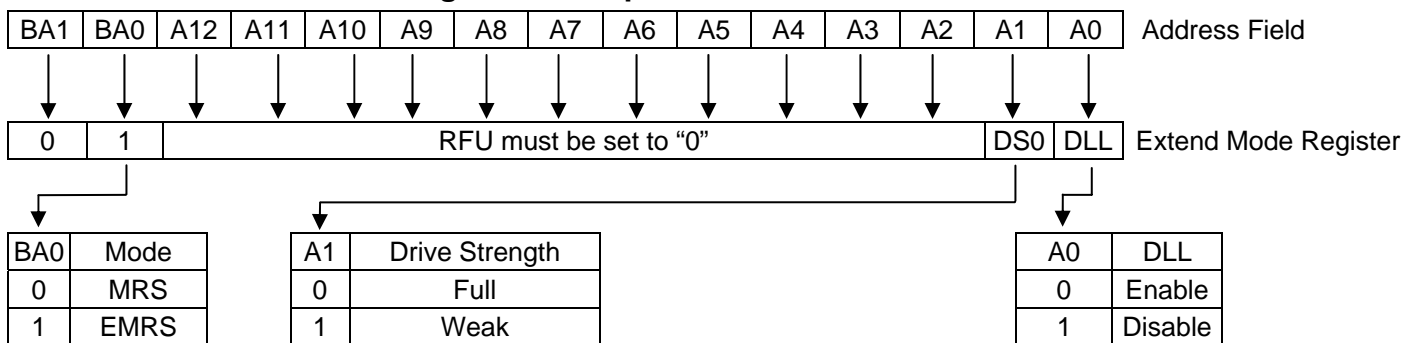 BA1 BA0 A12 A11 A10 A9 A8 A7 A6 A5 A4 A3 A2 A1 A0 Address Field
0 1 RFU must be set to “0” DS0 DLL Extend Mode Register
BA0 Mode A1 Drive Strength A0 DLL
0 MRS 0 Full 0 Enable
1 EMRS 1 Weak 1 Disable